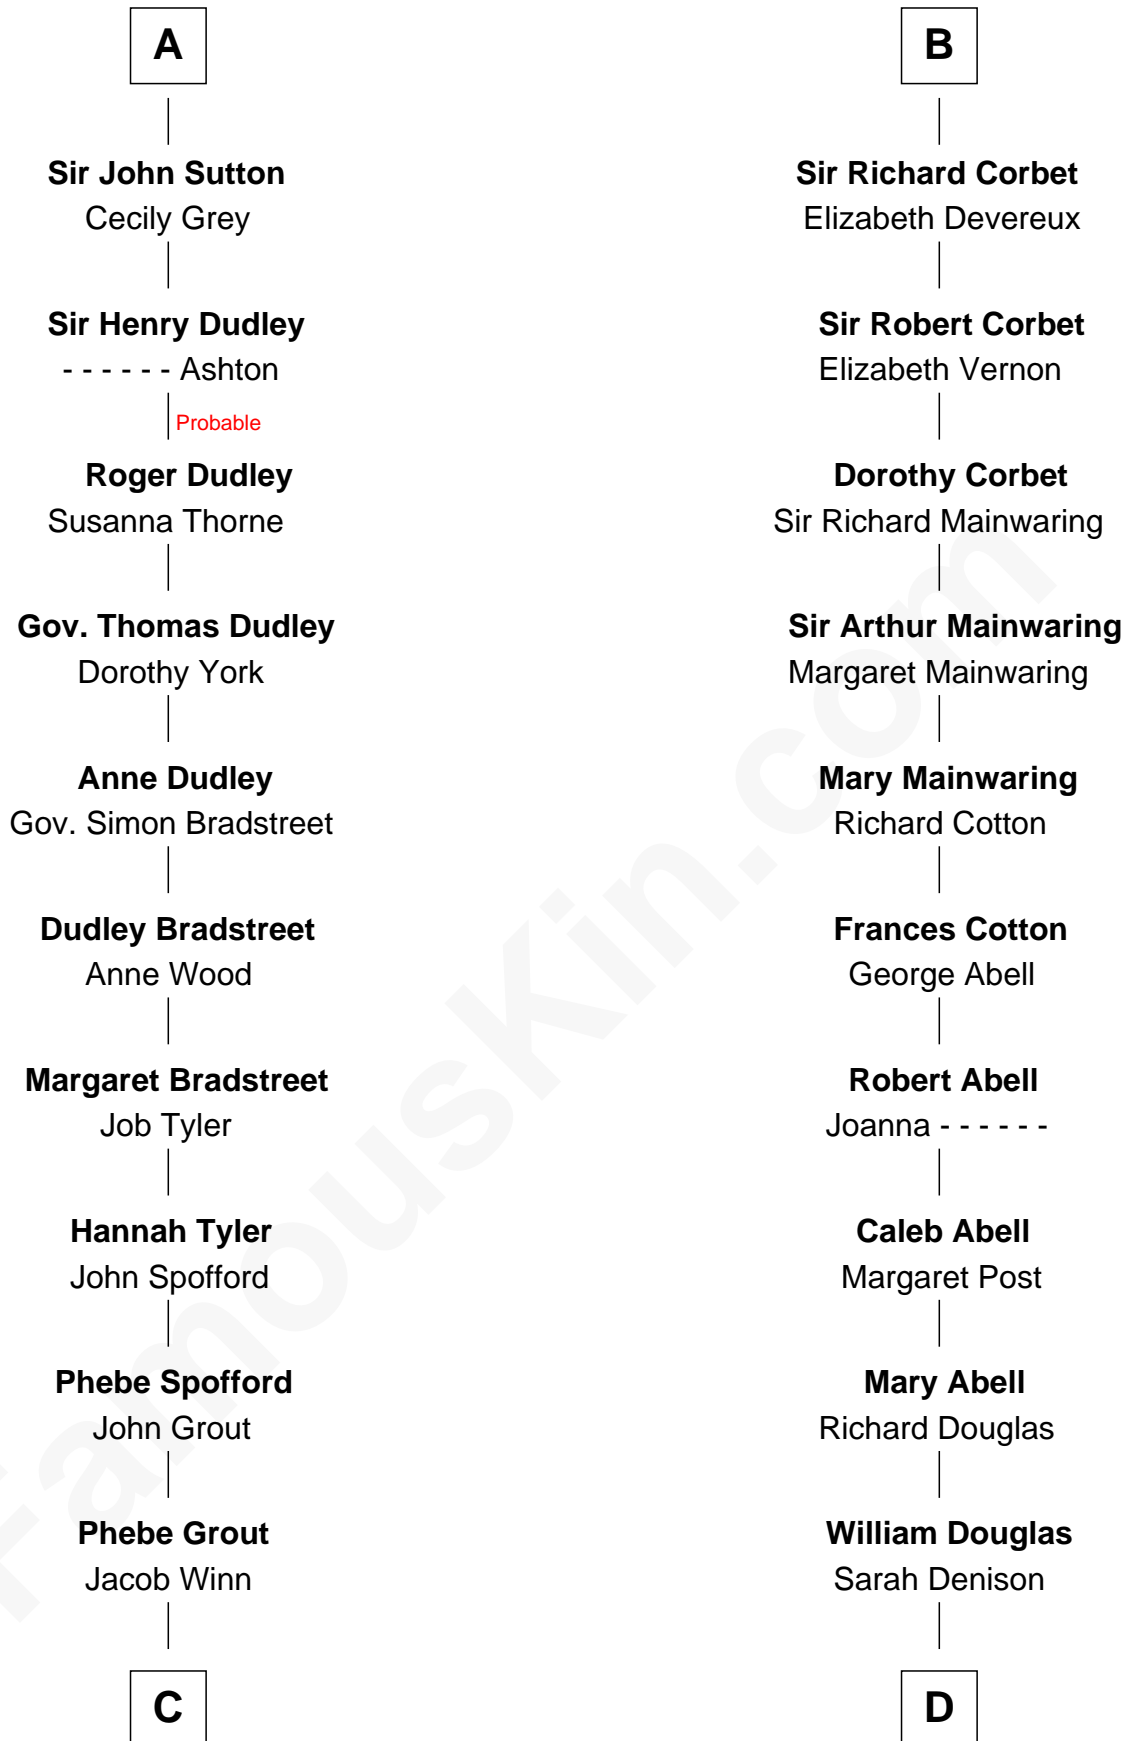 A
Sir John Sutton
Cecily Grey
Sir Henry Dudley
- - - - - - Ashton
Probable
Roger Dudley
Susanna Thorne
Gov. Thomas Dudley
Dorothy York
Anne Dudley
Gov. Simon Bradstreet
Dudley Bradstreet
Anne Wood
Margaret Bradstreet
Job Tyler
Hannah Tyler
John Spofford
Phebe Spofford
John Grout
Phebe Grout
Jacob Winn
C
B
Sir Richard Corbet
Elizabeth Devereux
Sir Robert Corbet
Elizabeth Vernon
Dorothy Corbet
Sir Richard Mainwaring
Sir Arthur Mainwaring
Margaret Mainwaring
Mary Mainwaring
Richard Cotton
Frances Cotton
George Abell
Robert Abell
Joanna - - - - - -
Caleb Abell
Margaret Post
Mary Abell
Richard Douglas
William Douglas
Sarah Denison
D
FamousKin.com